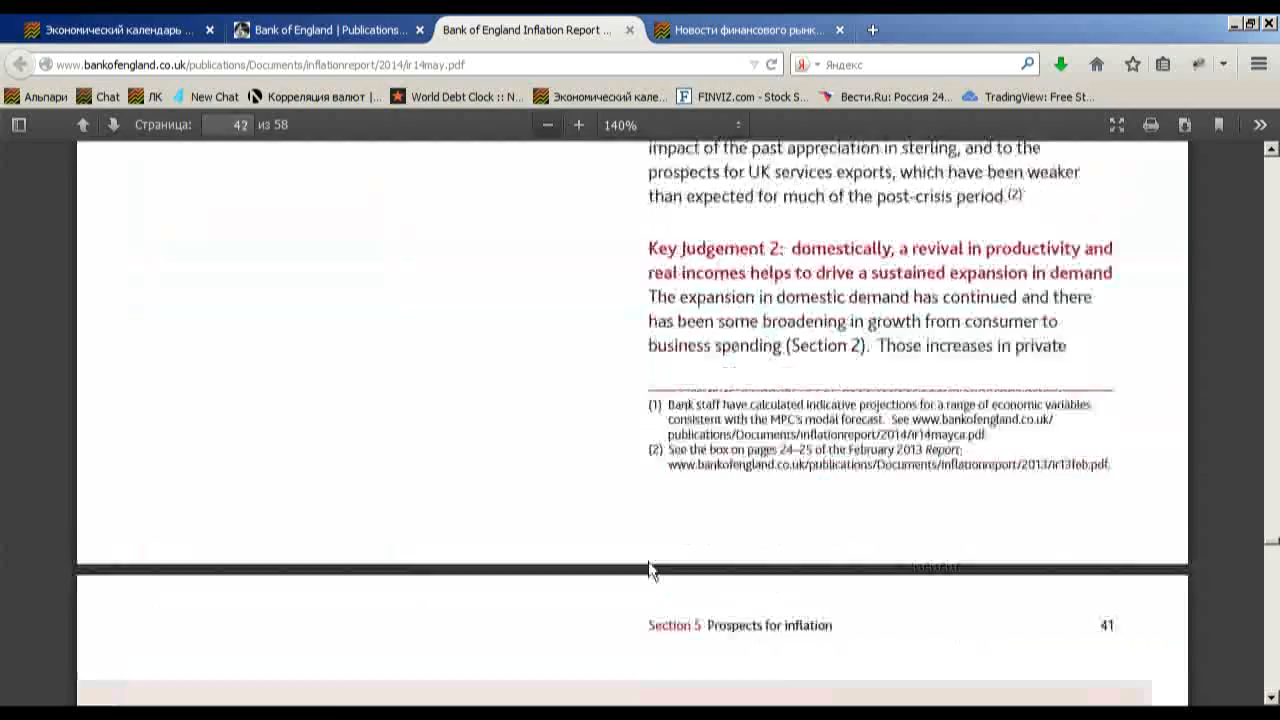 Экономический календарь ...
Bank of England | Publications...
Bank of England Inflation Report ...
Новости финансового рынк...
www.bankofengland.co.uk/publications/Documents/inflationreport/2014/ir14may.pdf
Яндекс
Альпари
Chat
ЛК
New Chat
Корреляция валют |...
World Debt Clock :: N...
Экономический кале...
FINVIZ.com - Stock S...
Вести.Ru: Россия 24...
TradingView: Free St...
Страница: 42 из 58
140%
impact of the past appreciation in sterling, and to the
prospects for UK services exports, which have been weaker
than expected for much of the post-crisis period.(2)
Key Judgement 2: domestically, a revival in productivity and
real incomes helps to drive a sustained expansion in demand
The expansion in domestic demand has continued and there
has been some broadening in growth from consumer to
business spending (Section 2). Those increases in private
(1) Bank staff have calculated indicative projections for a range of economic variables
consistent with the MPC's modal forecast. See www.bankofengland.co.uk/
publications/Documents/inflationreport/2014/ir14mayca.pdf.
(2) See the box on pages 24–25 of the February 2013 Report;
www.bankofengland.co.uk/publications/Documents/inflationreport/2013/ir13feb.pdf.
Section 5 Prospects for inflation 41